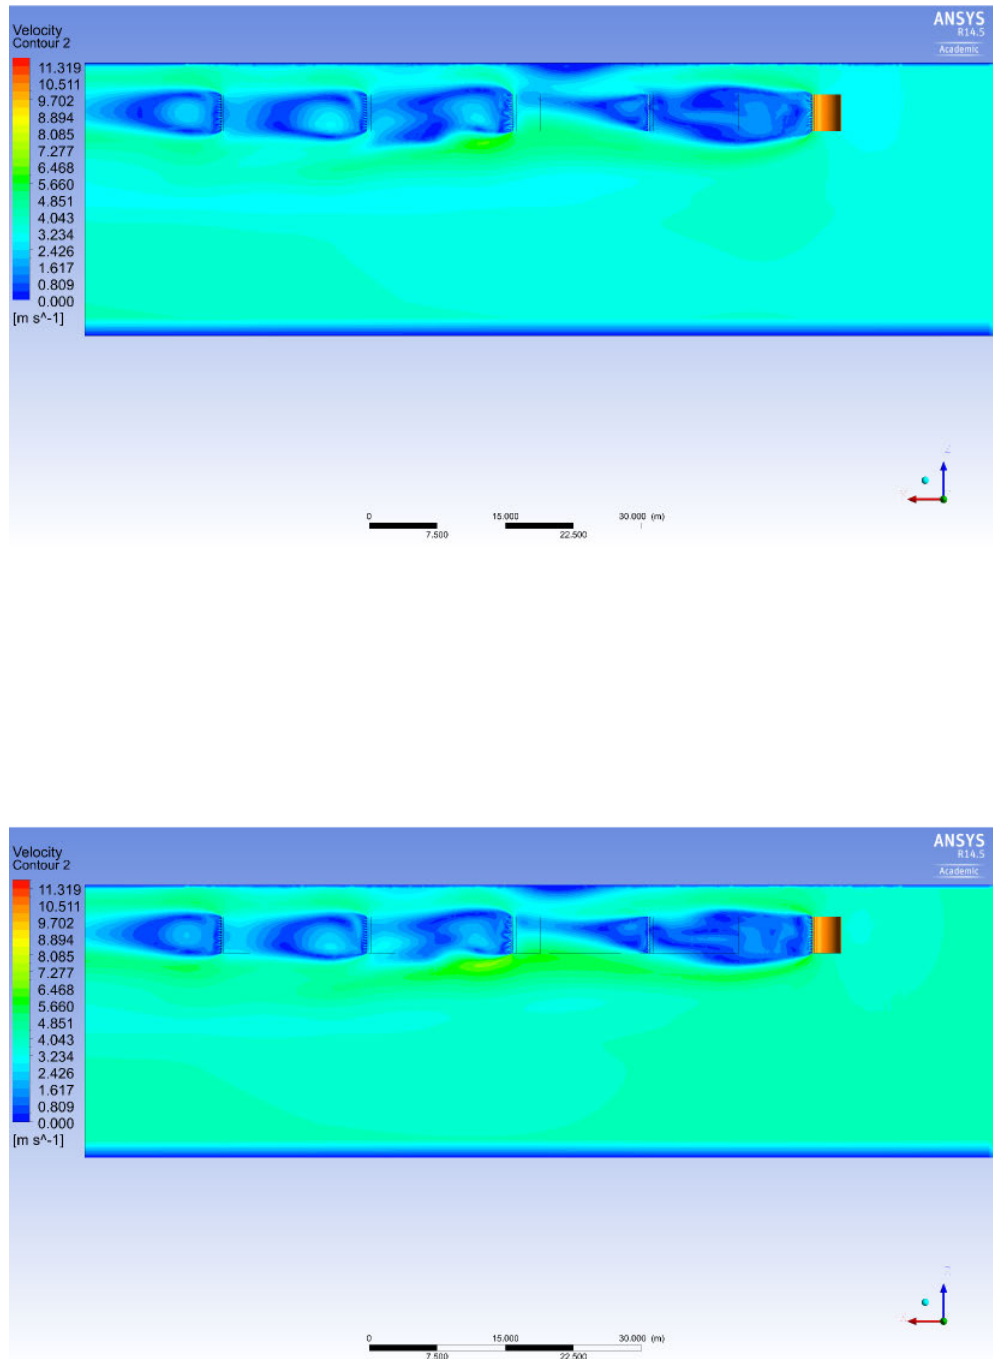 ANSYS
R14.5
Academic
Velocity
Contour 2
11.319
10.511
9.702
8.894
8.085
7.277
6.468
5.660
4.851
4.043
3.234
2.426
1.617
0.809
0.000
[m s^-1]
0 15.000 30.000 (m)
7.500 22.500
ANSYS
R14.5
Academic
Velocity
Contour 2
11.319
10.511
9.702
8.894
8.085
7.277
6.468
5.660
4.851
4.043
3.234
2.426
1.617
0.809
0.000
[m s^-1]
0 15.000 30.000 (m)
7.500 22.500